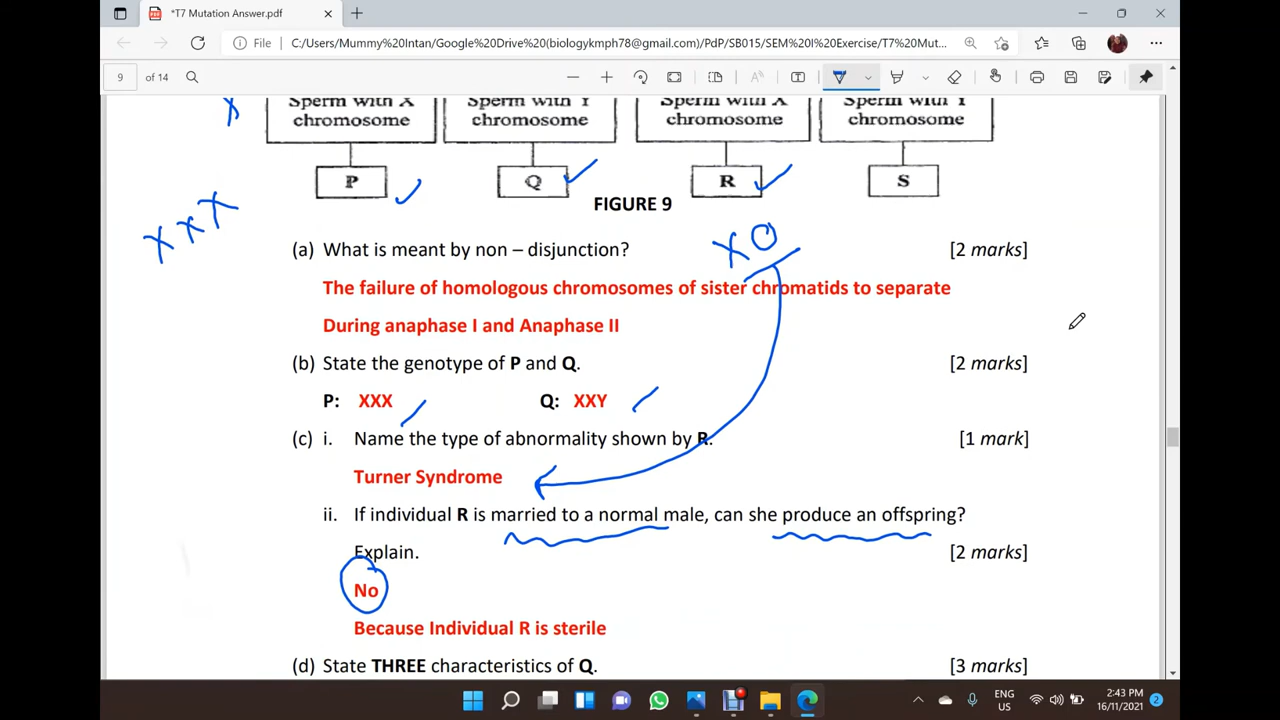 *T7 Mutation Answer.pdf
File
C:/Users/Mummy%20Intan/Google%20Drive%20(biologykmph78@gmail.com)/PdP/SB015/SEM%20I%20Exercise/T7%20Mut...
9 of 14
Sperm with X chromosome
Sperm with Y chromosome
Sperm with X chromosome
Sperm with Y chromosome
X
P
Q
R
S
FIGURE 9
X X X
X O
(a) What is meant by non – disjunction? [2 marks]
The failure of homologous chromosomes of sister chromatids to separate
During anaphase I and Anaphase II
(b) State the genotype of P and Q. [2 marks]
P: XXX Q: XXY
(c) i. Name the type of abnormality shown by R. [1 mark]
Turner Syndrome
ii. If individual R is married to a normal male, can she produce an offspring?
Explain. [2 marks]
No
Because Individual R is sterile
(d) State THREE characteristics of Q. [3 marks]
ENG
US
2:43 PM
16/11/2021
2